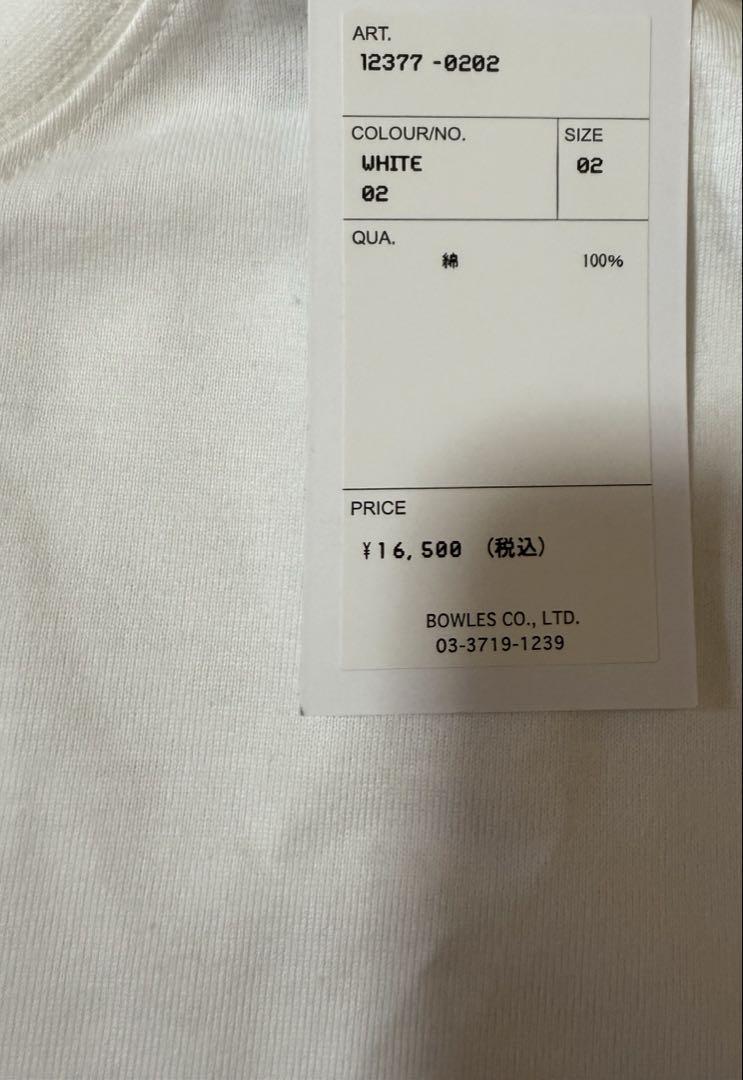 ART.
12377 -0202
COLOUR/NO.
SIZE
WHITE
02
02
QUA.
綿 100%
PRICE
¥16,500 (税込)
BOWLES CO., LTD.
03-3719-1239